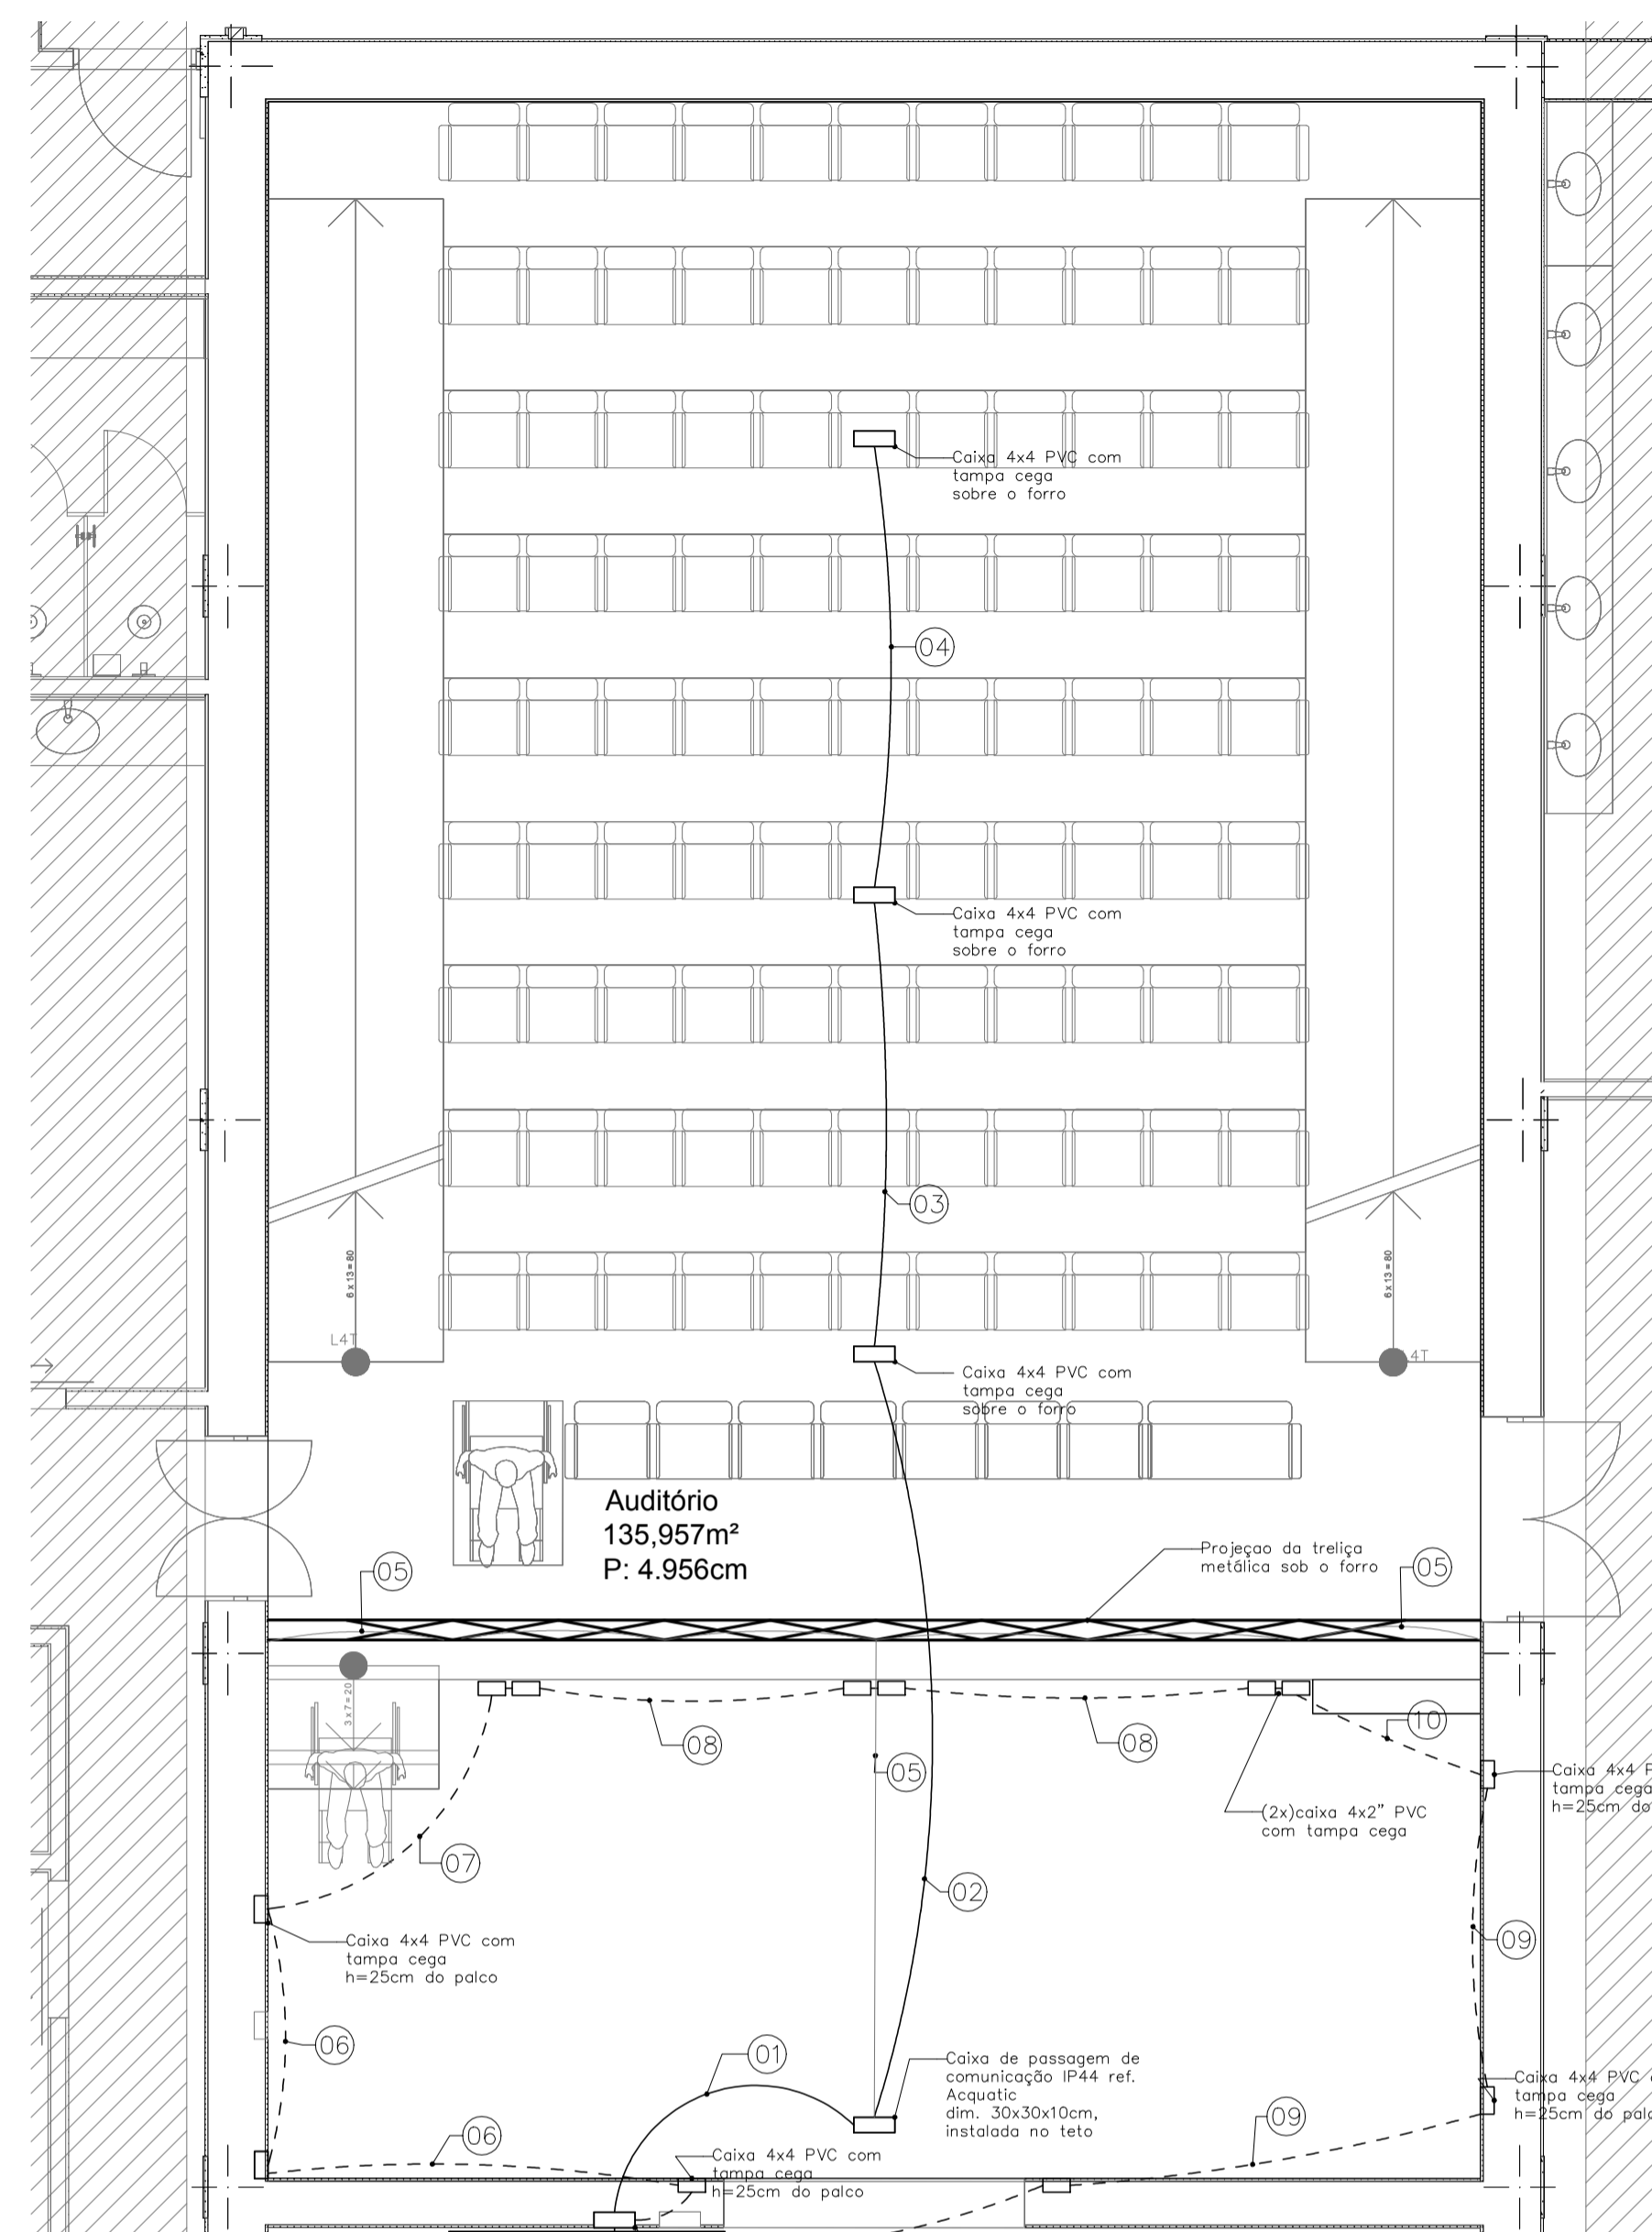 Caixa 4x4 PVC com
tampa cega
sobre o forro
04
Caixa 4x4 PVC com
tampa cega
sobre o forro
03
6x13=80
6x13=80
L4T
4T
Caixa 4x4 PVC com
tampa cega
sobre o forro
Auditório
135,957m²
P: 4.956cm
Projeçao da treliça
metálica sob o forro
05
05
3x7=20
08
08
10
05
Caixa 4x4 P
tampa cega
h=25cm do
(2x)caixa 4x2” PVC
com tampa cega
07
02
Caixa 4x4 PVC com
tampa cega
h=25cm do palco
09
06
01
Caixa de passagem de
comunicação IP44 ref.
Acquatic
dim. 30x30x10cm,
instalada no teto
Caixa 4x4 PVC
tampa cega
h=25cm do palc
09
06
Caixa 4x4 PVC com
tampa cega
h=25cm do palco